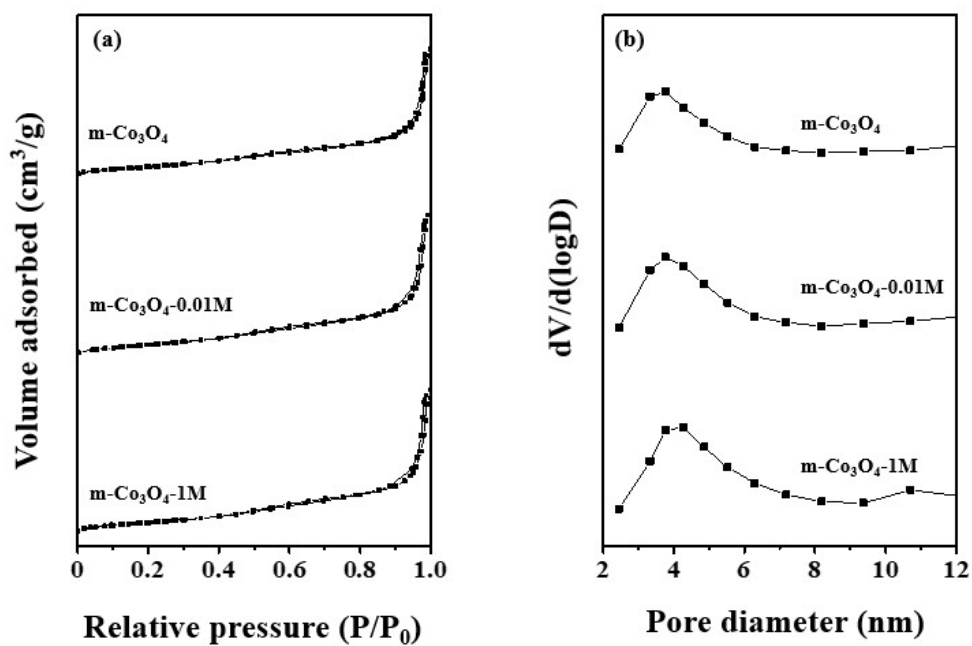 (a)
Volume adsorbed (cm³/g)
m-Co₃O₄
m-Co₃O₄-0.01M
m-Co₃O₄-1M
0 0.2 0.4 0.6 0.8 1.0
Relative pressure (P/P₀)
(b)
dV/d(logD)
m-Co₃O₄
m-Co₃O₄-0.01M
m-Co₃O₄-1M
2 4 6 8 10 12
Pore diameter (nm)